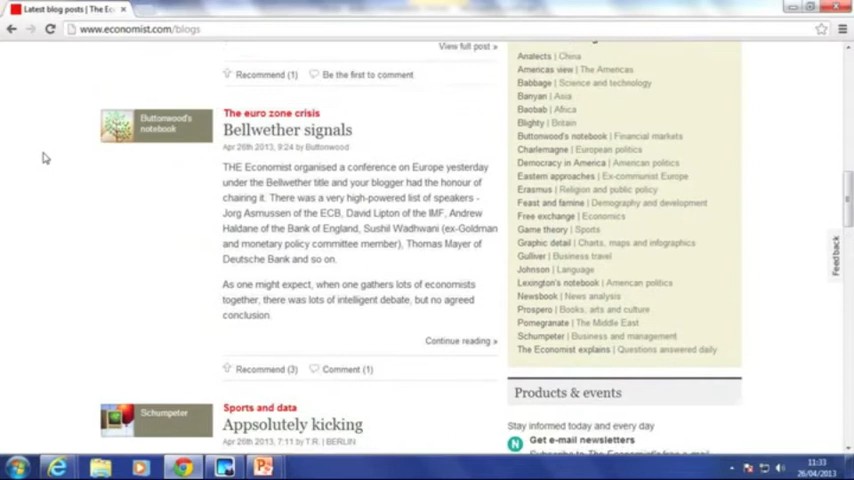 Latest blog posts | The Ec
www.economist.com/blogs
View full post »
Recommend (1)
Be the first to comment
Buttonwood's
notebook
The euro zone crisis
Bellwether signals
Apr 26th 2013, 9:24 by Buttonwood
THE Economist organised a conference on Europe yesterday
under the Bellwether title and your blogger had the honour of
chairing it. There was a very high-powered list of speakers -
Jorg Asmussen of the ECB, David Lipton of the IMF, Andrew
Haldane of the Bank of England, Sushil Wadhwani (ex-Goldman
and monetary policy committee member), Thomas Mayer of
Deutsche Bank and so on.
As one might expect, when one gathers lots of economists
together, there was lots of intelligent debate, but no agreed
conclusion.
Continue reading »
Recommend (3)
Comment (1)
Schumpeter
Sports and data
Appsolutely kicking
Apr 26th 2013, 7:11 by T.R. | BERLIN
Analects | China
Americas view | The Americas
Babbage | Science and technology
Banyan | Asia
Baobab | Africa
Blighty | Britain
Buttonwood's notebook | Financial markets
Charlemagne | European politics
Democracy in America | American politics
Eastern approaches | Ex-communist Europe
Erasmus | Religion and public policy
Feast and famine | Demography and development
Free exchange | Economics
Game theory | Sports
Graphic detail | Charts, maps and infographics
Gulliver | Business travel
Johnson | Language
Lexington's notebook | American politics
Newsbook | News analysis
Prospero | Books, arts and culture
Pomegranate | The Middle East
Schumpeter | Business and management
The Economist explains | Questions answered daily
Products & events
Stay informed today and every day
Get e-mail newsletters
Feedback
11:33
26/04/2013